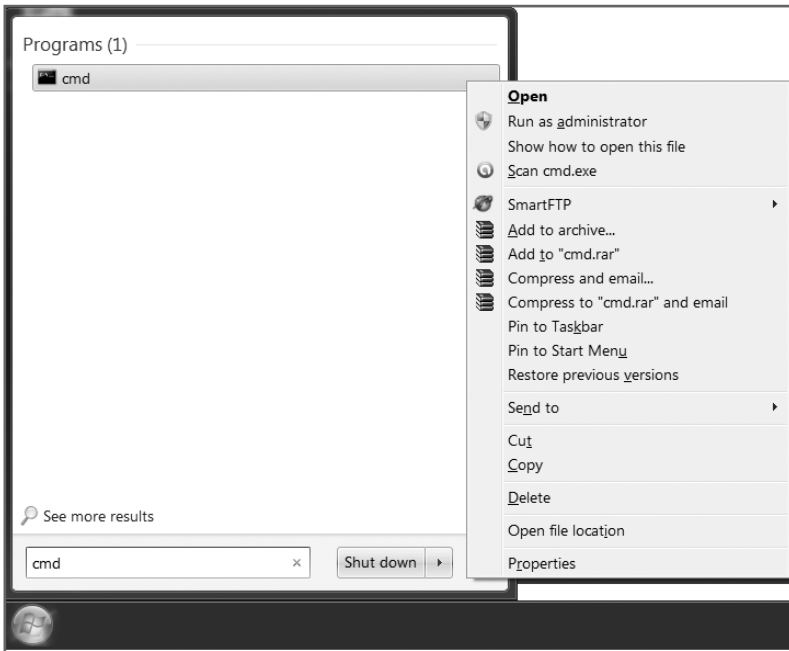 Programs (1)
cmd
Open
Run as administrator
Show how to open this file
Scan cmd.exe
SmartFTP
Add to archive...
Add to "cmd.rar"
Compress and email...
Compress to "cmd.rar" and email
Pin to Taskbar
Pin to Start Menu
Restore previous versions
Send to
Cut
Copy
Delete
Open file location
Properties
See more results
cmd
Shut down